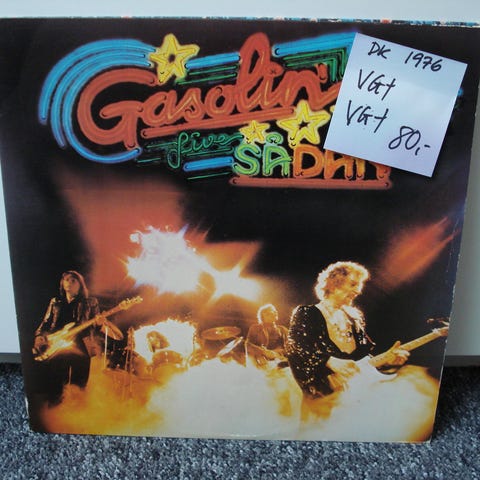 Gasolin'
live SÅDAN
DK 1976
VG+
VG+
80,-